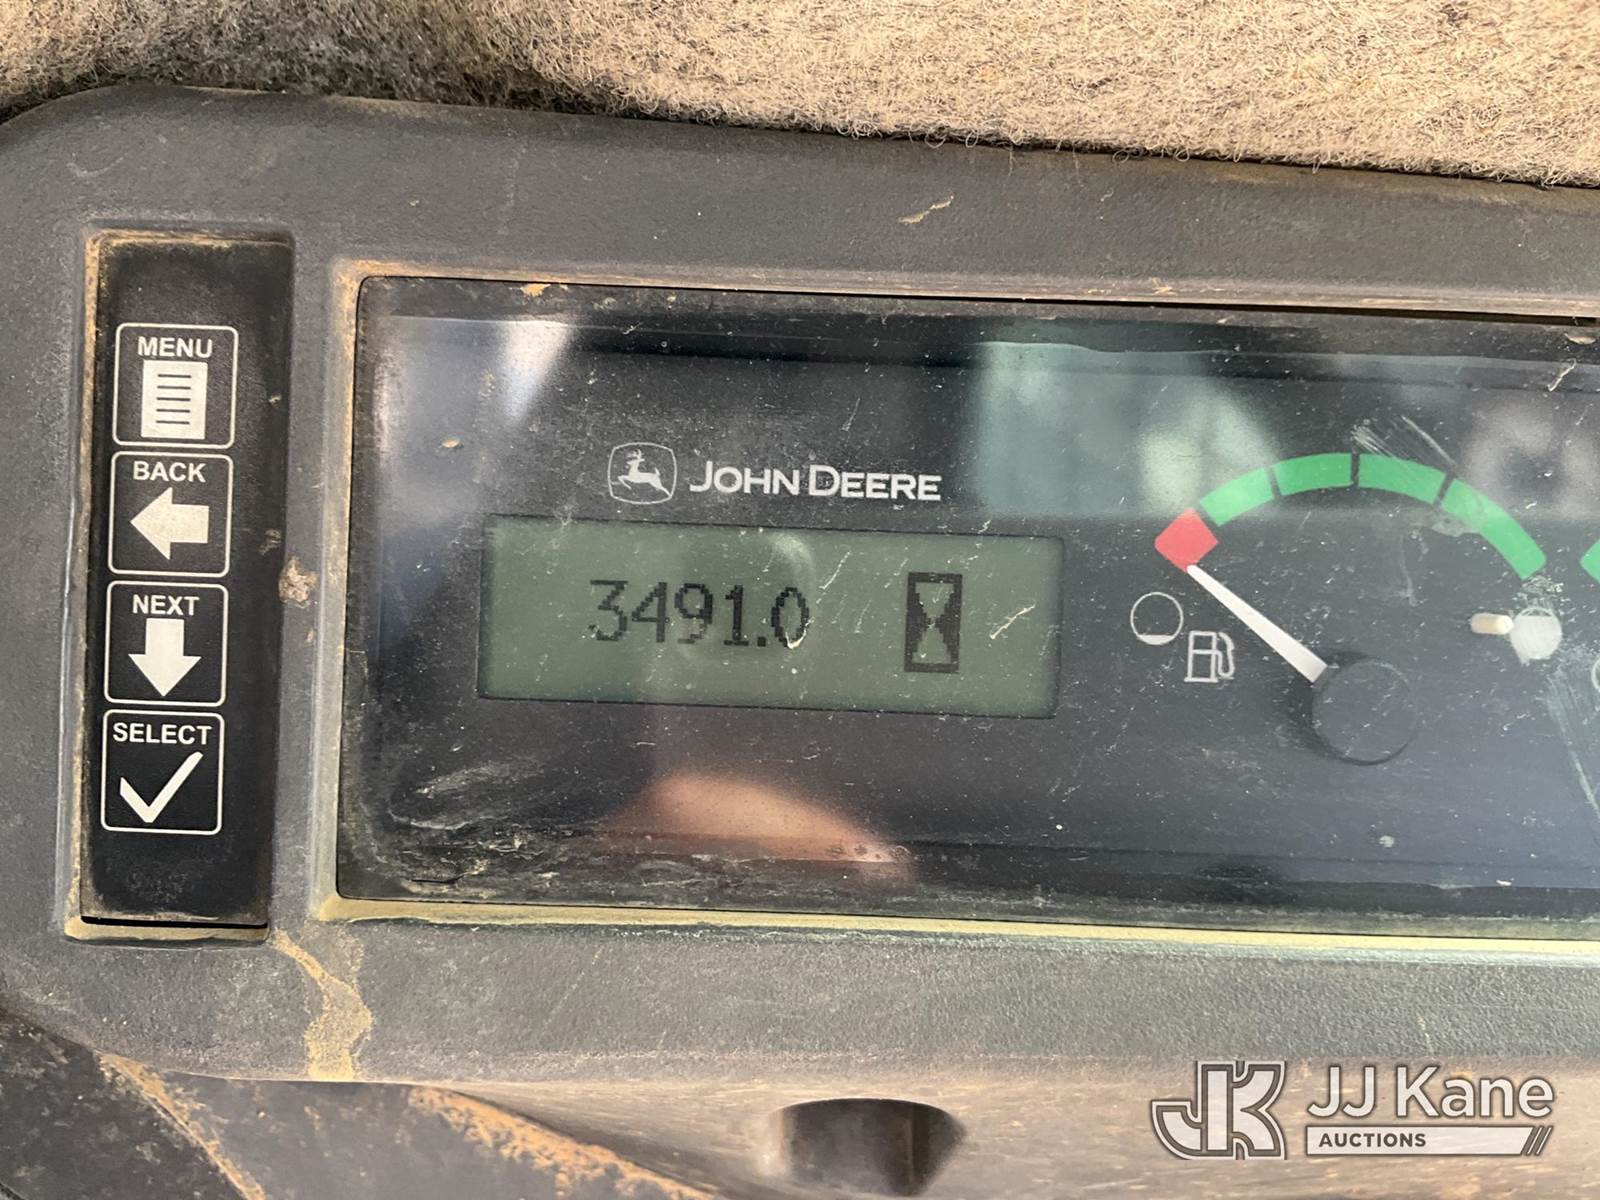 MENU
BACK
NEXT
SELECT
JOHN DEERE
3491.0
JJ Kane
AUCTIONS